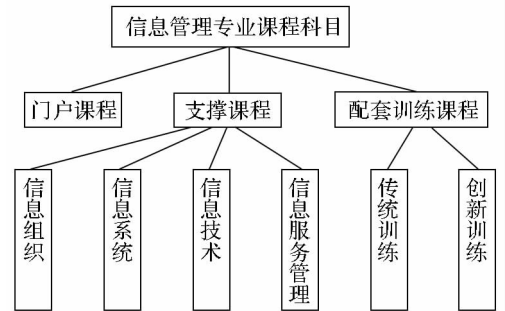 信息管理专业课程科目
门户课程
支撑课程
配套训练课程
信息组织
信息系统
信息技术
信息服务管理
传统训练
创新训练